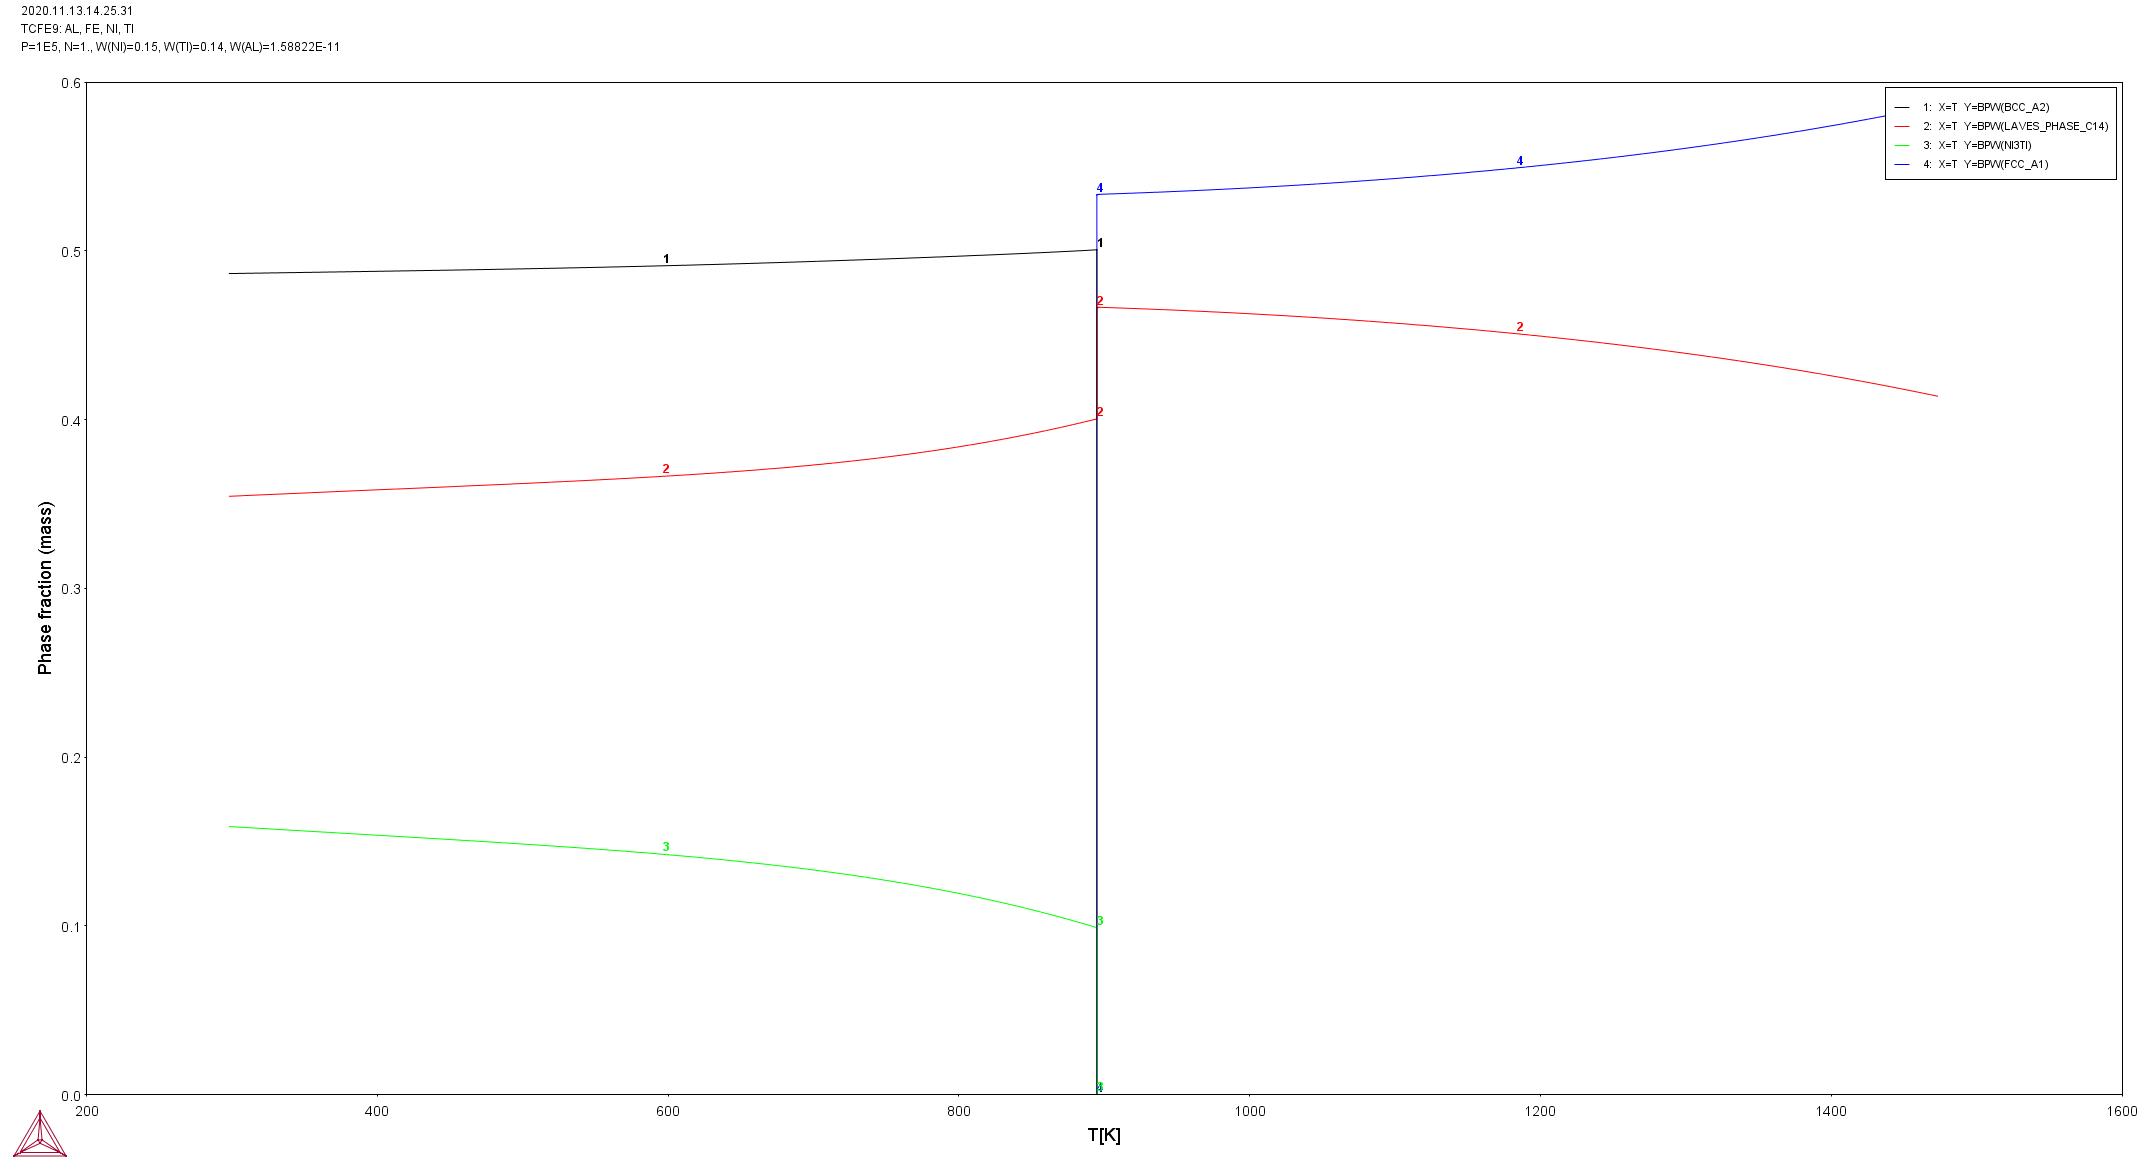 2020.11.13.14.25.31
TCFE9: AL, FE, NI, TI
P=1E5, N=1., W(NI)=0.15, W(TI)=0.14, W(AL)=1.58822E-11
0.6
0.5
0.4
0.3
0.2
0.1
0.0
Phase fraction (mass)
1: X=T Y=BPW(BCC_A2)
2: X=T Y=BPW(LAVES_PHASE_C14)
3: X=T Y=BPW(NI3TI)
4: X=T Y=BPW(FCC_A1)
4
4
1
1
2
2
2
2
3
3
200 400 600 800 1000 1200 1400 1600
T[K]